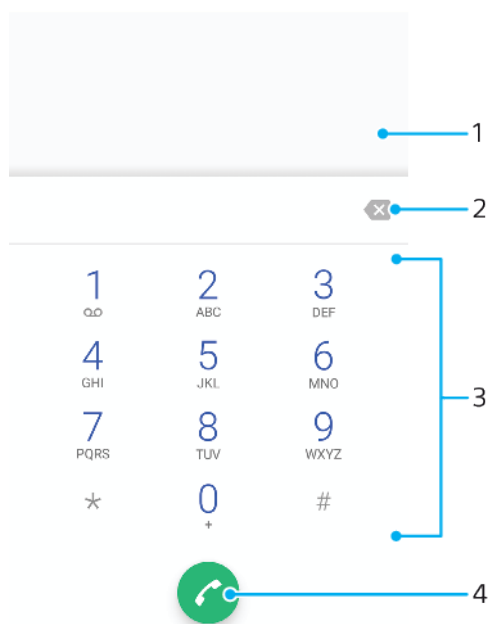 1
2
1 2 3
ABC DEF
4 5 6
GHI JKL MNO
3
7 8 9
PQRS TUV WXYZ
* 0 #
+
4